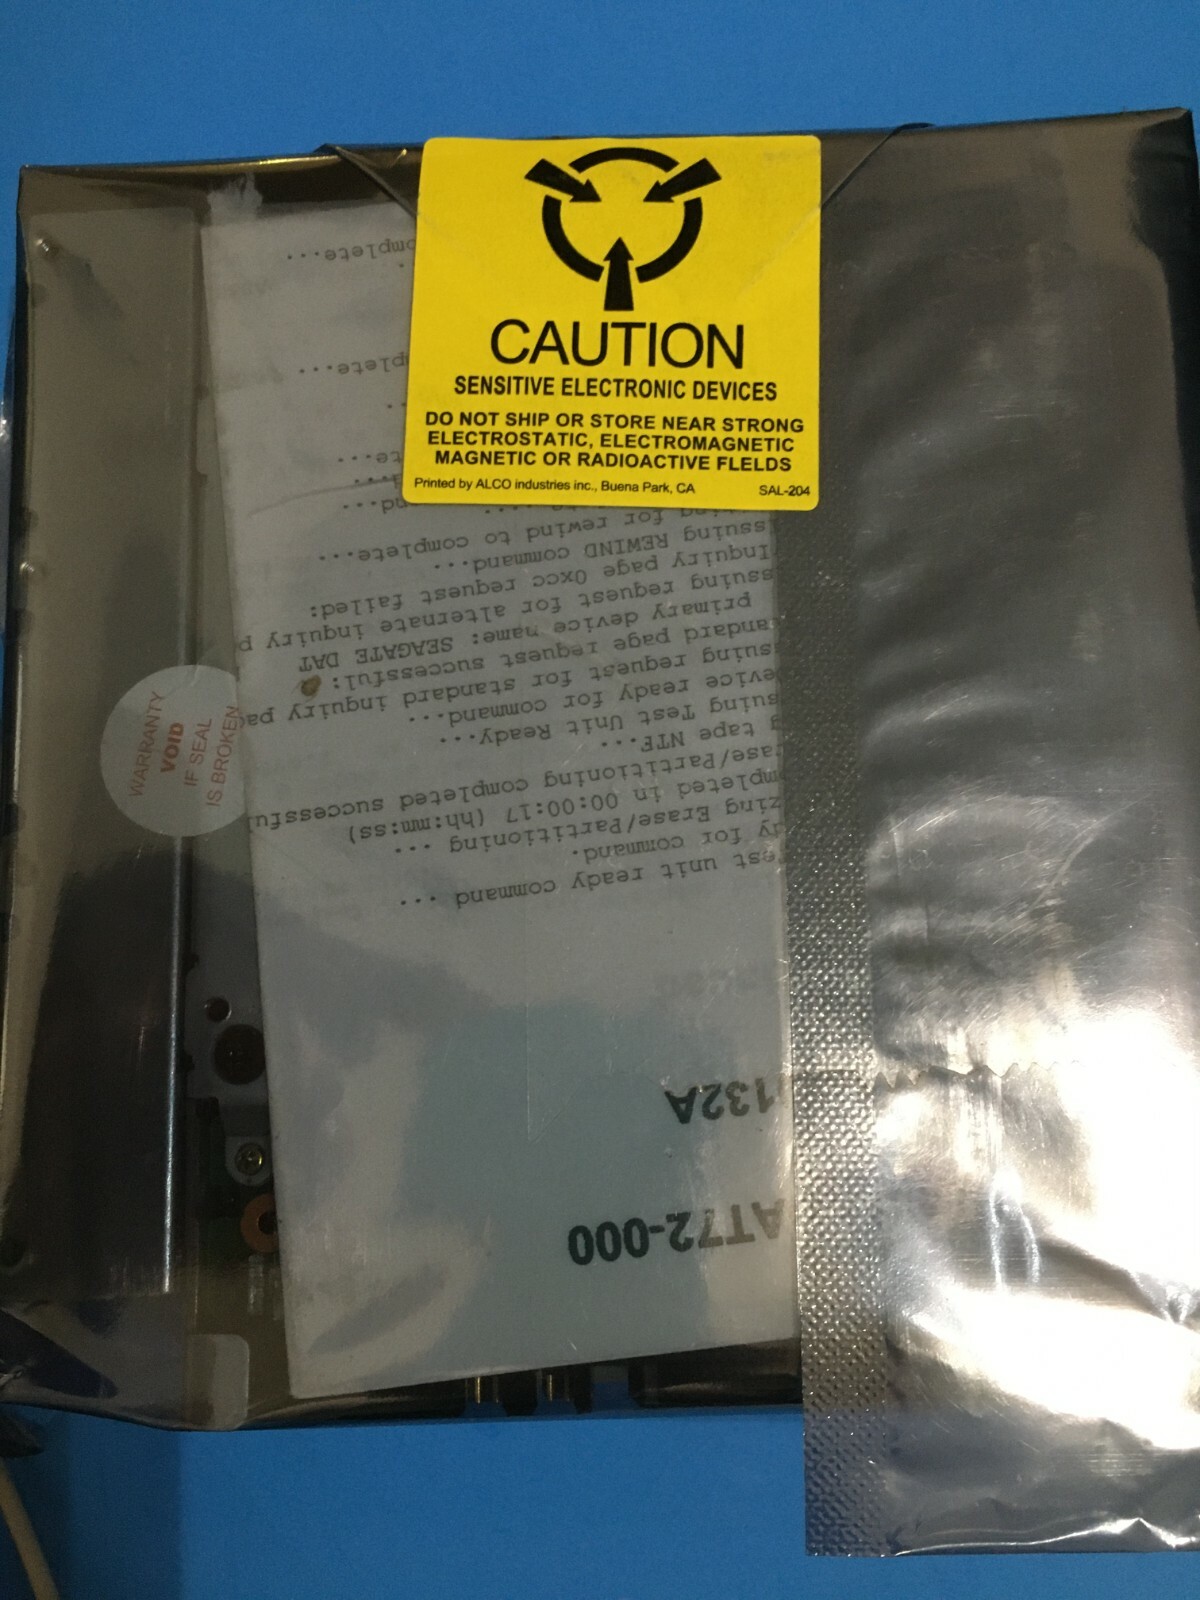 CAUTION
SENSITIVE ELECTRONIC DEVICES
DO NOT SHIP OR STORE NEAR STRONG
ELECTROSTATIC, ELECTROMAGNETIC
MAGNETIC OR RADIOACTIVE FLELDS
Printed by ALCO industries inc., Buena Park, CA SAL-204
WARRANTY
VOID
IF SEAL
IS BROKEN
AT72-000
132A
est unit ready command ...
dy for command.
zing Erase/Partitioning ...
mpleted in 00:00:17 (hh:mm:ss)
rase/Partitioning completed successfu
g tape NTF...
suing Test Unit Ready...
evice ready for command...
ssuing request for standard inquiry pag
tandard page request successful:
primary device name: SEAGATE DAT
ssuing request for alternate inquiry p
Inquiry page 0xcc request failed:
ssuing REWIND command...
ing for rewind to complete...